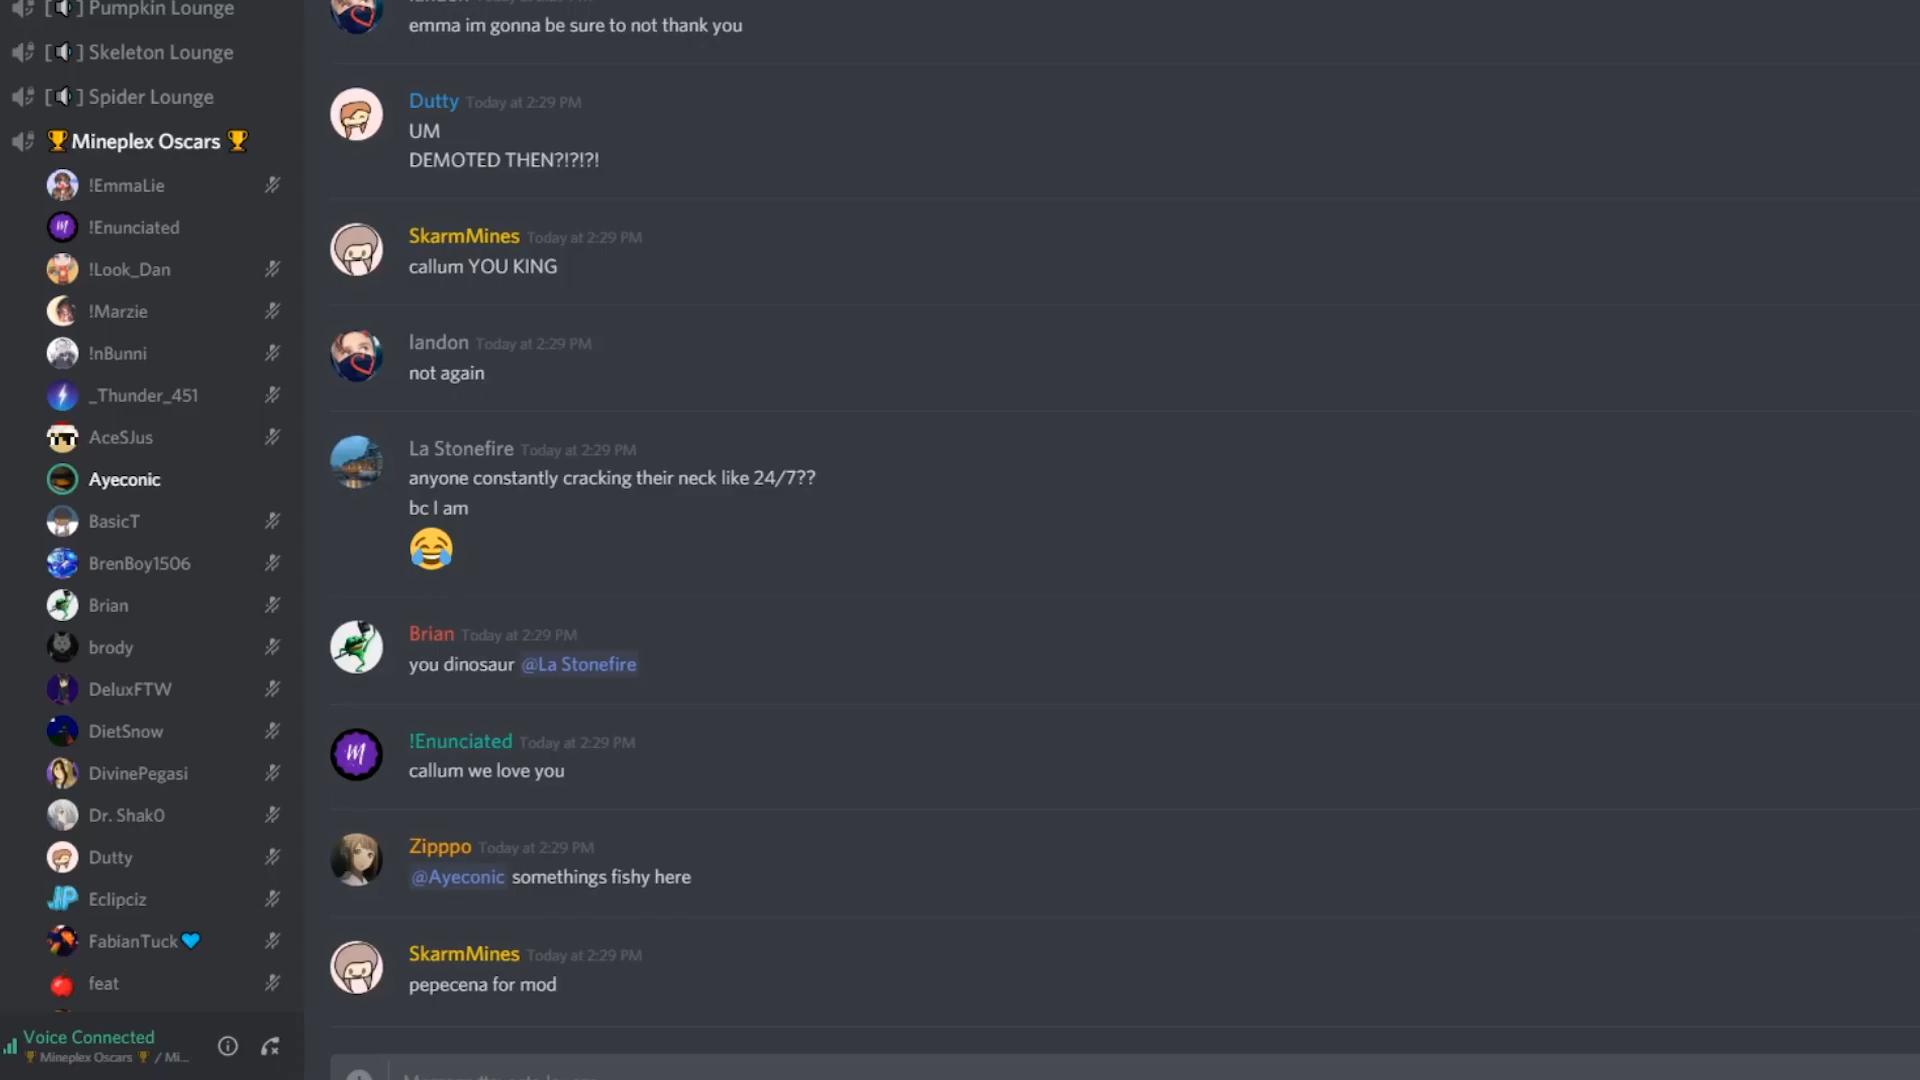 Pumpkin Lounge
[ ] Skeleton Lounge
[ ] Spider Lounge
🏆Mineplex Oscars 🏆
!EmmaLie
!Enunciated
!Look_Dan
!Marzie
!nBunni
_Thunder_451
AceSJus
Ayeconic
BasicT
BrenBoy1506
Brian
brody
DeluxFTW
DietSnow
DivinePegasi
Dr. Shak0
Dutty
Eclipciz
FabianTuck💙
feat
Voice Connected
🏆 Mineplex Oscars 🏆 / Mi...
emma im gonna be sure to not thank you
Dutty Today at 2:29 PM
UM
DEMOTED THEN?!?!?!
SkarmMines Today at 2:29 PM
callum YOU KING
landon Today at 2:29 PM
not again
La Stonefire Today at 2:29 PM
anyone constantly cracking their neck like 24/7??
bc I am
😂
Brian Today at 2:29 PM
you dinosaur @La Stonefire
!Enunciated Today at 2:29 PM
callum we love you
Zipppo Today at 2:29 PM
@Ayeconic somethings fishy here
SkarmMines Today at 2:29 PM
pepecena for mod